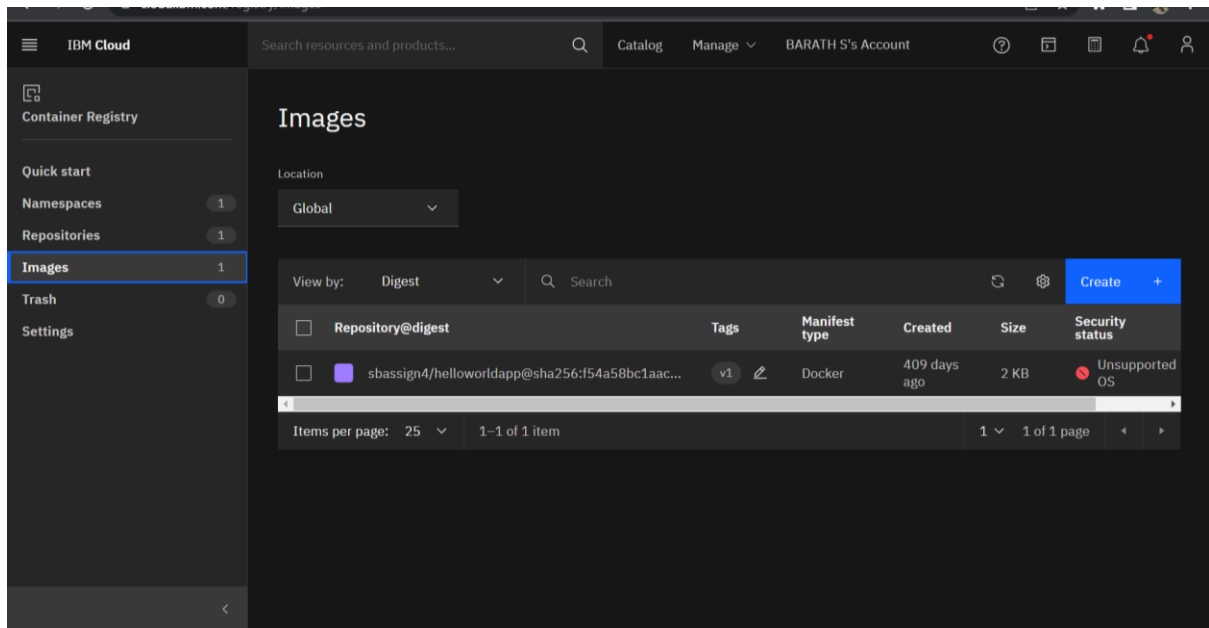 IBM Cloud
Search resources and products...
Catalog
Manage
BARATH S's Account
Container Registry
Quick start
Namespaces 1
Repositories 1
Images 1
Trash 0
Settings
Images
Location
Global
View by: Digest
Search
Create +
Repository@digest Tags Manifest type Created Size Security status
sbassign4/helloworldapp@sha256:f54a58bc1aac... v1 Docker 409 days ago 2 KB Unsupported OS
Items per page: 25 1–1 of 1 item 1 1 of 1 page